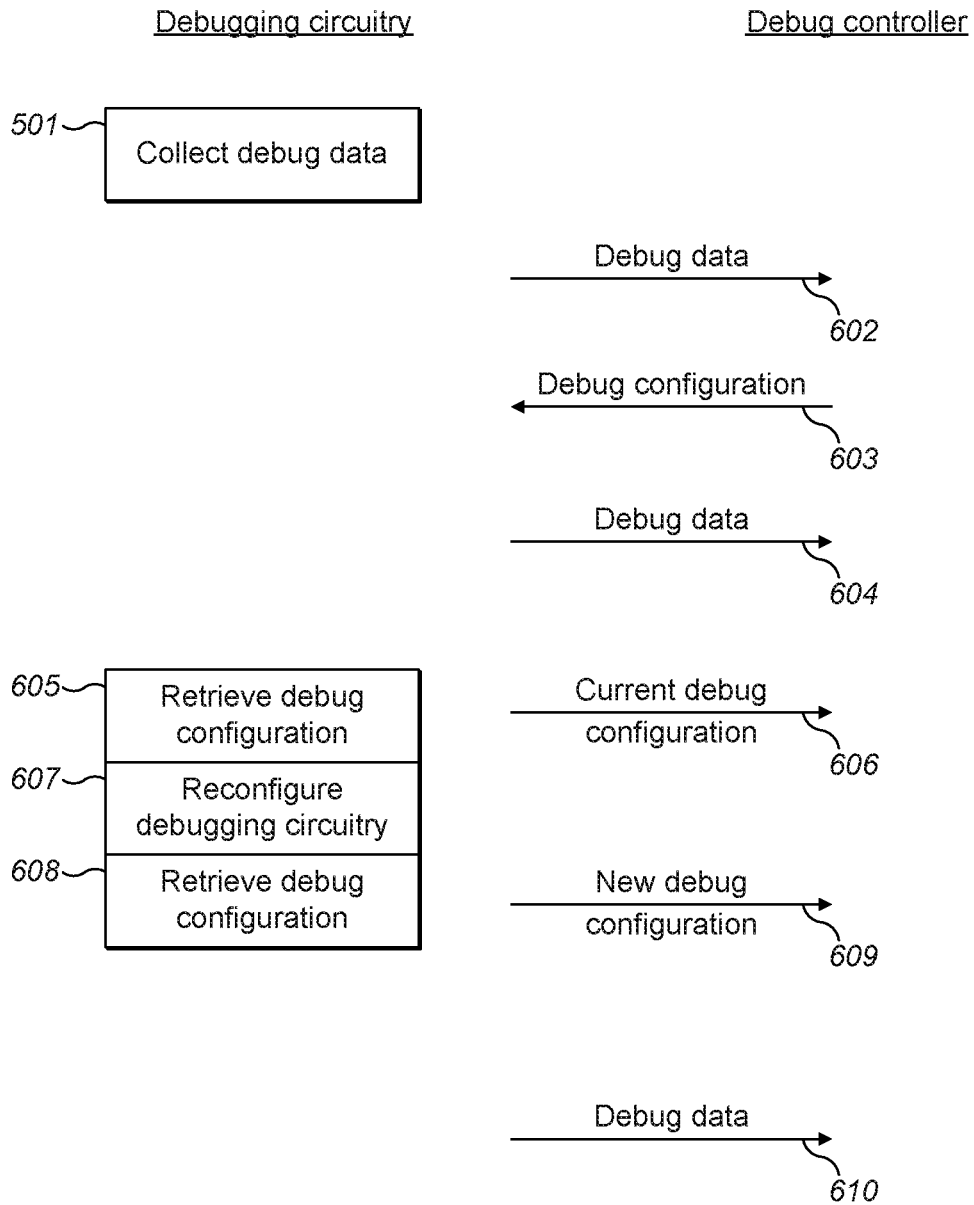 Debugging circuitry
Debug controller
501
Collect debug data
Debug data
602
Debug configuration
603
Debug data
604
605
Retrieve debug
configuration
Current debug
configuration
606
607
Reconfigure
debugging circuitry
608
Retrieve debug
configuration
New debug
configuration
609
Debug data
610